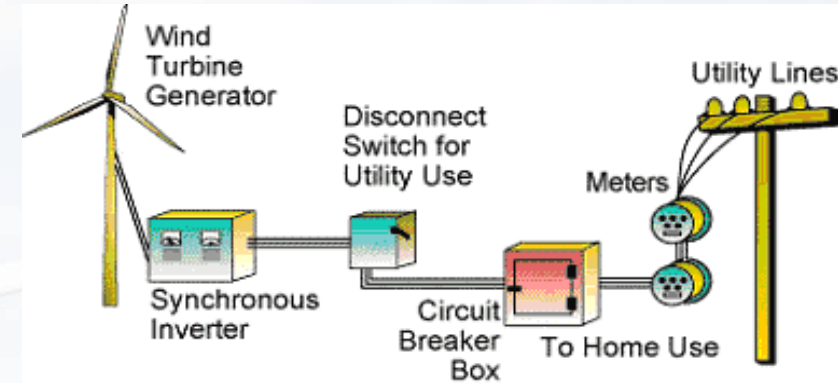 Wind
Turbine
Generator
Utility Lines
Disconnect
Switch for
Utility Use
Meters
Synchronous
Inverter
Circuit
Breaker
Box
To Home Use